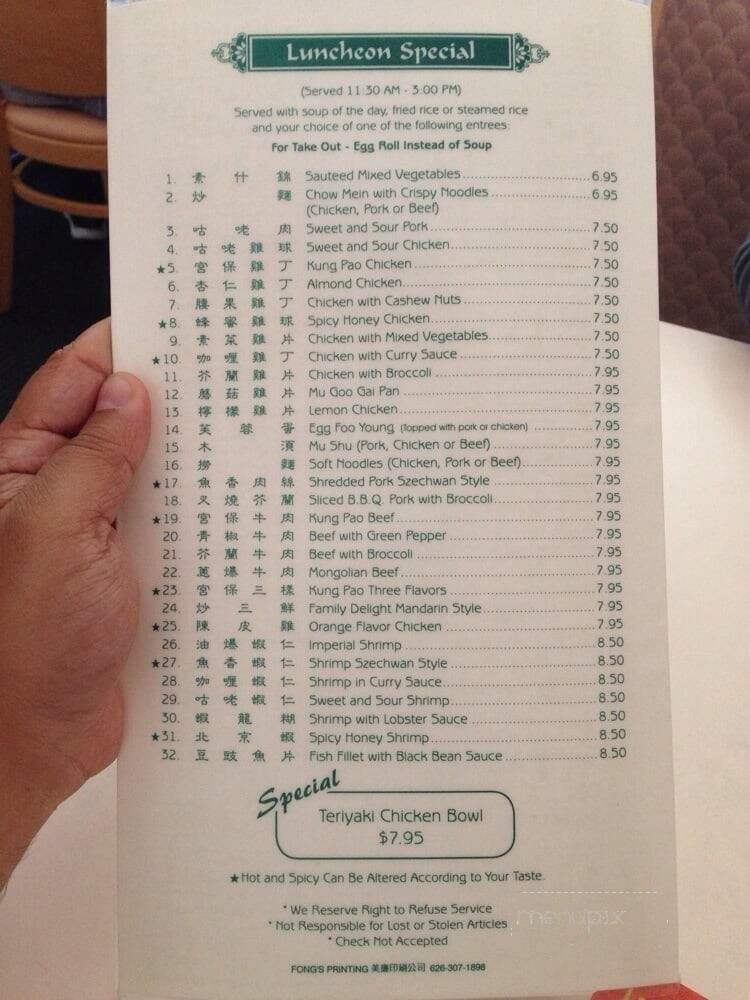 Luncheon Special
(Served 11:30 AM - 3:00 PM)
Served with soup of the day, fried rice or steamed rice
and your choice of one of the following entrees:
For Take Out - Egg Roll Instead of Soup
1. 素什錦 Sauteed Mixed Vegetables 6.95
2. 炒麵 Chow Mein with Crispy Noodles 6.95
(Chicken, Pork or Beef)
3. 咕咾肉 Sweet and Sour Pork 7.50
4. 咕咾雞球 Sweet and Sour Chicken 7.50
★5. 宮保雞丁 Kung Pao Chicken 7.50
6. 杏仁雞丁 Almond Chicken 7.50
7. 腰果雞丁 Chicken with Cashew Nuts 7.50
★8. 蜂蜜雞球 Spicy Honey Chicken 7.50
9. 素菜雞片 Chicken with Mixed Vegetables 7.50
★10. 咖喱雞丁 Chicken with Curry Sauce 7.50
11. 芥蘭雞片 Chicken with Broccoli 7.95
12. 蘑菇雞片 Mu Goo Gai Pan 7.95
13. 檸檬雞片 Lemon Chicken 7.95
14. 芙蓉蛋 Egg Foo Young (topped with pork or chicken) 7.95
15. 木須 Mu Shu (Pork, Chicken or Beef) 7.95
16. 撈麵 Soft Noodles (Chicken, Pork or Beef) 7.95
★17. 魚香肉絲 Shredded Pork Szechwan Style 7.95
18. 叉燒芥蘭 Sliced B.B.Q. Pork with Broccoli 7.95
★19. 宮保牛肉 Kung Pao Beef 7.95
20. 青椒牛肉 Beef with Green Pepper 7.95
21. 芥蘭牛肉 Beef with Broccoli 7.95
22. 蔥爆牛肉 Mongolian Beef 7.95
★23. 宮保三樣 Kung Pao Three Flavors 7.95
24. 炒三鮮 Family Delight Mandarin Style 7.95
★25. 陳皮雞 Orange Flavor Chicken 7.95
26. 油爆蝦仁 Imperial Shrimp 8.50
★27. 魚香蝦仁 Shrimp Szechwan Style 8.50
28. 咖喱蝦仁 Shrimp in Curry Sauce 8.50
29. 咕咾蝦仁 Sweet and Sour Shrimp 8.50
30. 蝦龍糊 Shrimp with Lobster Sauce 8.50
★31. 北京蝦 Spicy Honey Shrimp 8.50
32. 豆豉魚片 Fish Fillet with Black Bean Sauce 8.50
Special
Teriyaki Chicken Bowl
$7.95
★Hot and Spicy Can Be Altered According to Your Taste.
* We Reserve Right to Refuse Service
* Not Responsible for Lost or Stolen Articles
* Check Not Accepted
menupix
FONG'S PRINTING 美廣印刷公司 626-307-1898